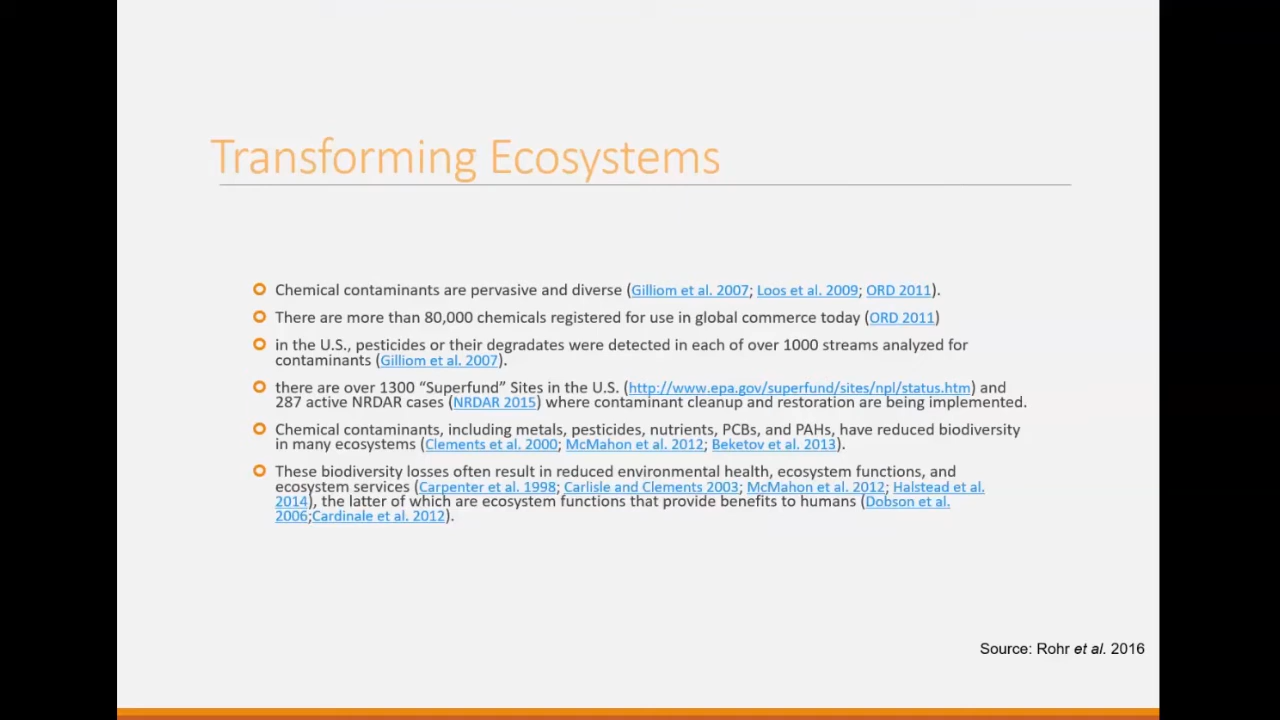 Transforming Ecosystems
Chemical contaminants are pervasive and diverse (Gilliom et al. 2007; Loos et al. 2009; ORD 2011).
There are more than 80,000 chemicals registered for use in global commerce today (ORD 2011)
in the U.S., pesticides or their degradates were detected in each of over 1000 streams analyzed for
contaminants (Gilliom et al. 2007).
there are over 1300 “Superfund” Sites in the U.S. (http://www.epa.gov/superfund/sites/npl/status.htm) and
287 active NRDAR cases (NRDAR 2015) where contaminant cleanup and restoration are being implemented.
Chemical contaminants, including metals, pesticides, nutrients, PCBs, and PAHs, have reduced biodiversity
in many ecosystems (Clements et al. 2000; McMahon et al. 2012; Beketov et al. 2013).
These biodiversity losses often result in reduced environmental health, ecosystem functions, and
ecosystem services (Carpenter et al. 1998; Carlisle and Clements 2003; McMahon et al. 2012; Halstead et al.
2014), the latter of which are ecosystem functions that provide benefits to humans (Dobson et al.
2006;Cardinale et al. 2012).
Source: Rohr et al. 2016